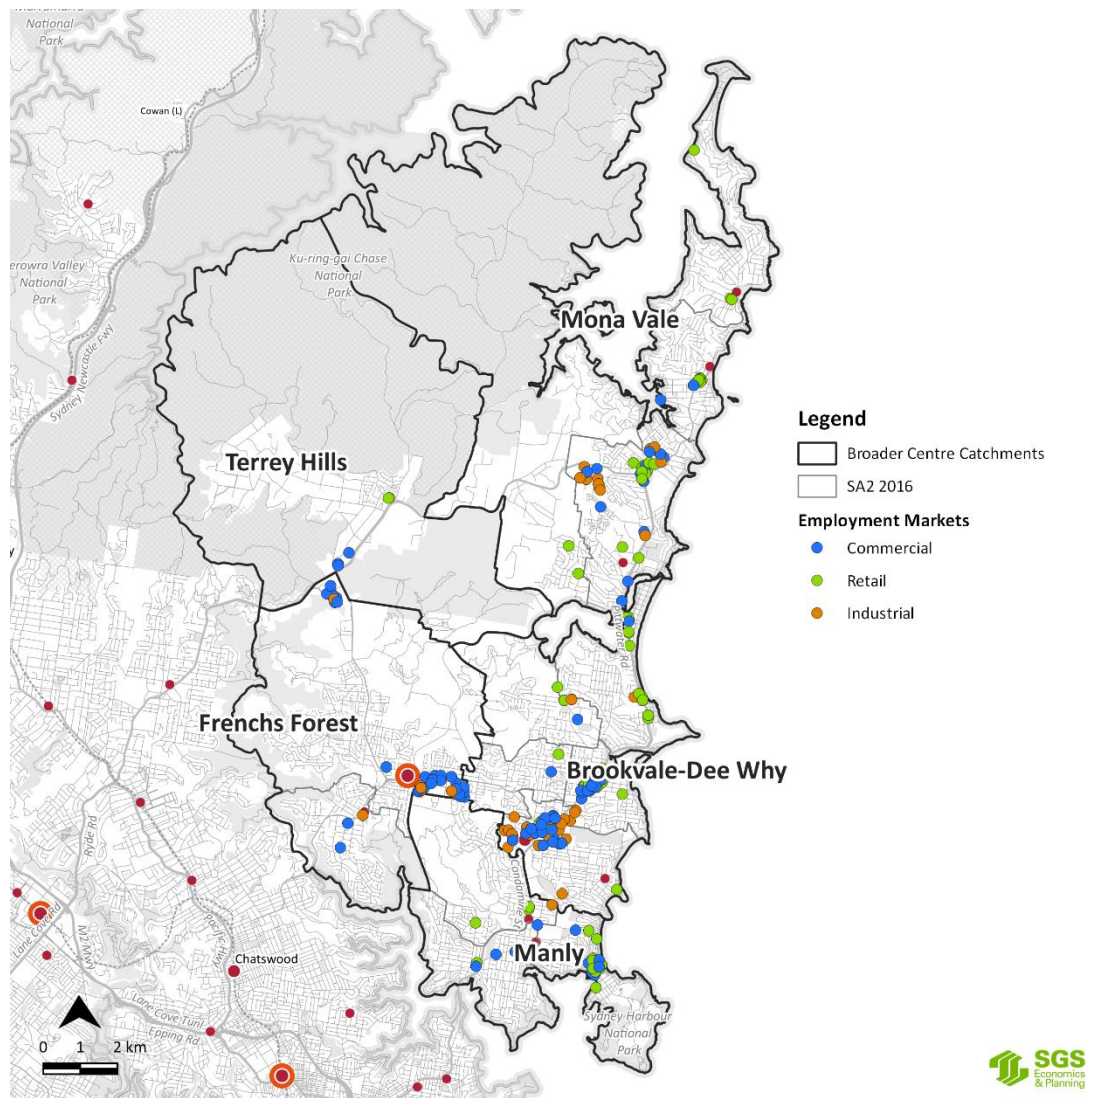 National
Park
Cowan (L)
Ku-ring-gai Chase
National
Park
erowra Valley
National
Park
Mona Vale
Sydney Newcastle Fwy
Legend
Broader Centre Catchments
Terrey Hills
SA2 2016
Employment Markets
Commercial
Retail
Industrial
Frenchs Forest
Brookvale-Dee Why
Ryde Rd
Condamine S
Lane Cove Rd
M2 Mwy
Pacific Hwy
Manly
Chatswood
Lane Cove Tunl
Epping Rd
Sydney Harbour
National
Park
0 1 2 km
SGS
Economics
& Planning